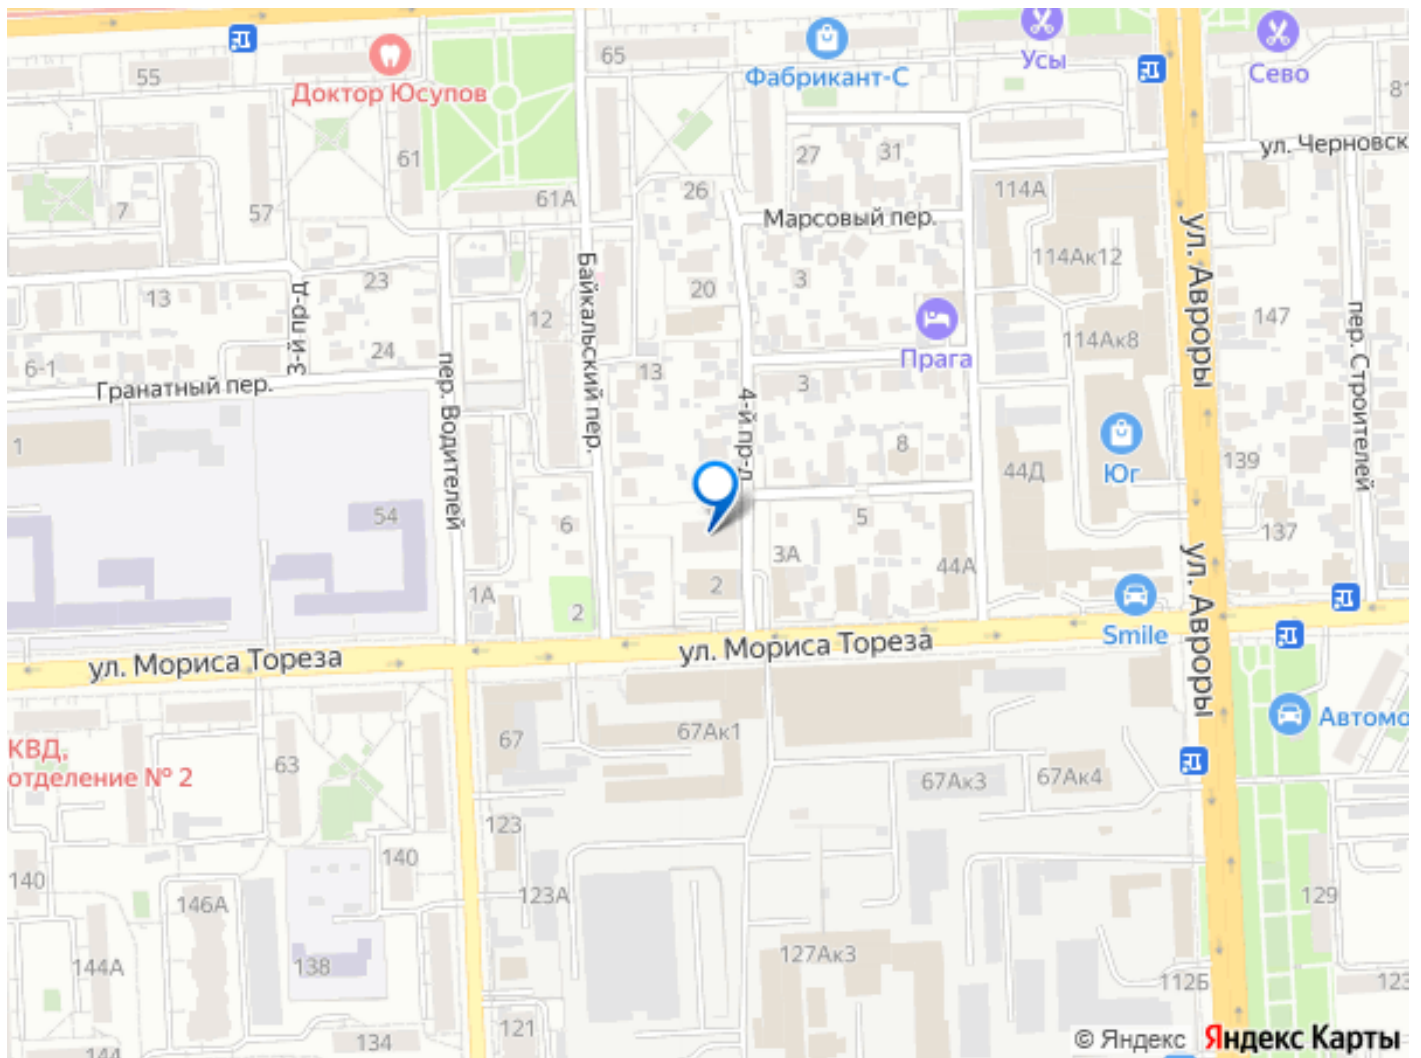 55
Доктор Юсупов
65
Фабрикант-С
Усы
Сево
81
ул. Черновск
61
27
31
7
57
61А
26
114А
Марсовый пер.
ул. Авроры
114Ак12
13
3-й пр-д
23
Байкальский пер.
20
3
12
Прага
147
114Ак8
пер. Строителей
6-1
24
Гранатный пер.
пер. Водителей
13
4-й пр-д
3
8
1
44Д
Юг
139
54
6
5
137
3А
44А
ул. Авроры
1А
2
2
Smile
ул. Мориса Тореза
ул. Мориса Тореза
Автомо
КВД,
отделение № 2
63
67
67Ак1
67Ак3
67Ак4
123
140
140
146А
123А
129
144А
138
127Ак3
112Б
123
121
134
144
© Яндекс
Яндекс Карты